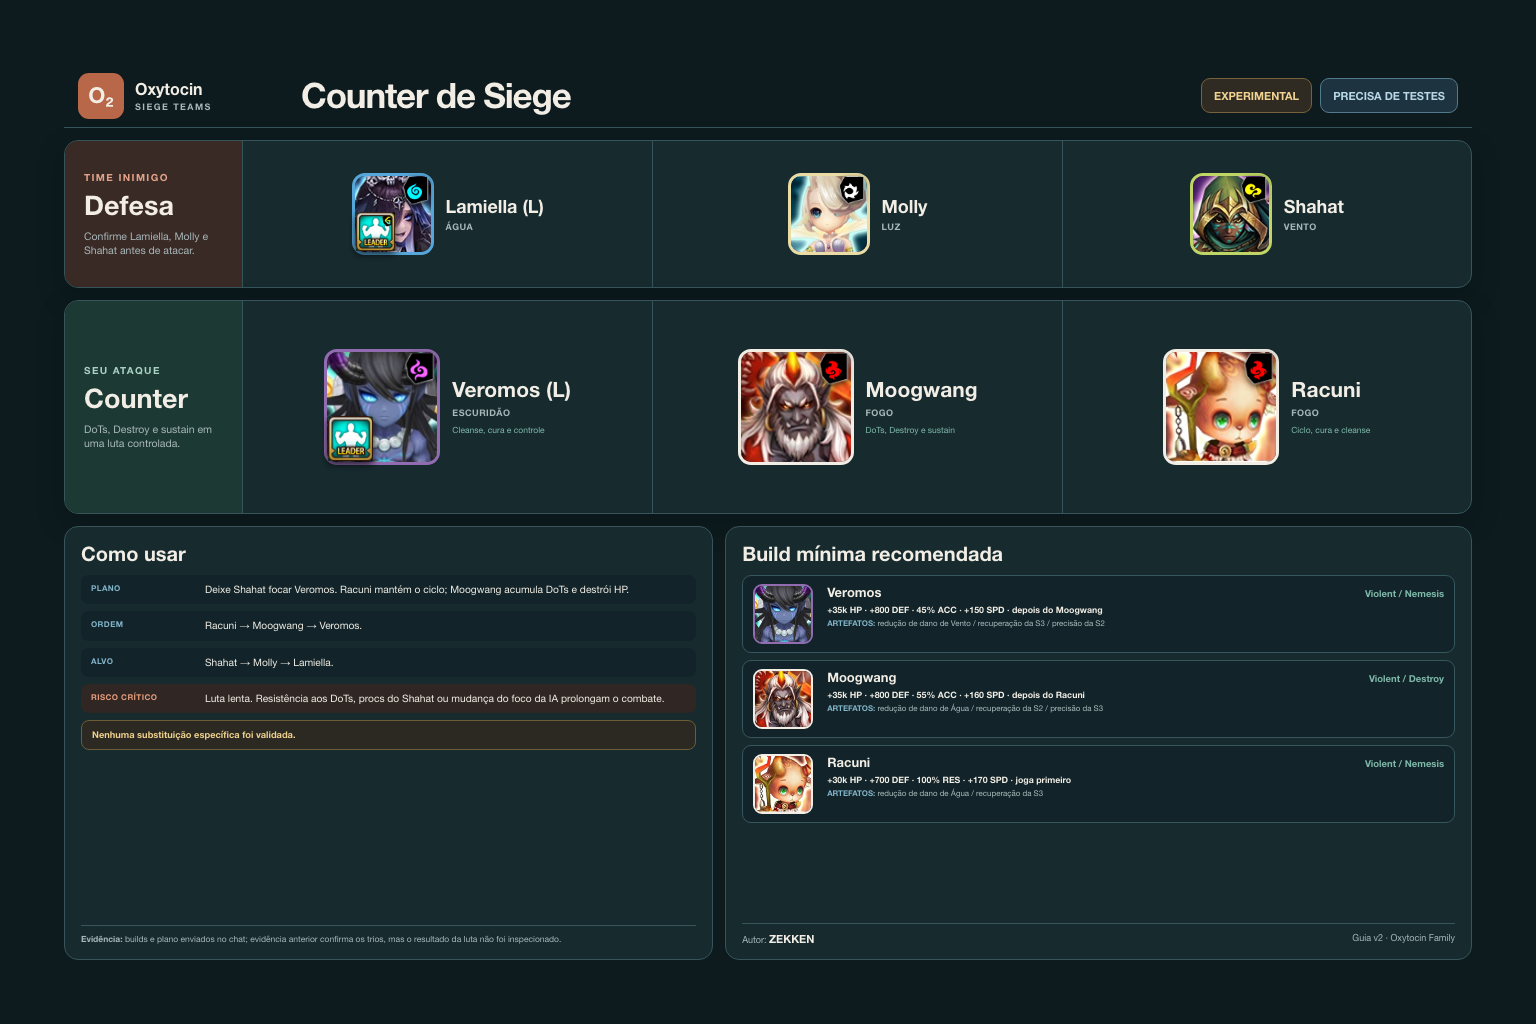 O2
Oxytocin
SIEGE TEAMS
Counter de Siege
EXPERIMENTAL
PRECISA DE TESTES
TIME INIMIGO
Defesa
Confirme Lamiella, Molly e
Shahat antes de atacar.
LEADER
Lamiella (L)
ÁGUA
Molly
LUZ
Shahat
VENTO
SEU ATAQUE
Counter
DoTs, Destroy e sustain em
uma luta controlada.
LEADER
Veromos (L)
ESCURIDÃO
Cleanse, cura e controle
Moogwang
FOGO
DoTs, Destroy e sustain
Racuni
FOGO
Ciclo, cura e cleanse
Como usar
PLANO Deixe Shahat focar Veromos. Racuni mantém o ciclo; Moogwang acumula DoTs e destrói HP.
ORDEM Racuni → Moogwang → Veromos.
ALVO Shahat → Molly → Lamiella.
RISCO CRÍTICO Luta lenta. Resistência aos DoTs, procs do Shahat ou mudança do foco da IA prolongam o combate.
Nenhuma substituição específica foi validada.
Evidência: builds e plano enviados no chat; evidência anterior confirma os trios, mas o resultado da luta não foi inspecionado.
Build mínima recomendada
Veromos
Violent / Nemesis
+35k HP · +800 DEF · 45% ACC · +150 SPD · depois do Moogwang
ARTEFATOS: redução de dano de Vento / recuperação da S3 / precisão da S2
Moogwang
Violent / Destroy
+35k HP · +800 DEF · 55% ACC · +160 SPD · depois do Racuni
ARTEFATOS: redução de dano de Água / recuperação da S2 / precisão da S3
Racuni
Violent / Nemesis
+30k HP · +700 DEF · 100% RES · +170 SPD · joga primeiro
ARTEFATOS: redução de dano de Água / recuperação da S3
Autor: ZEKKEN
Guia v2 · Oxytocin Family